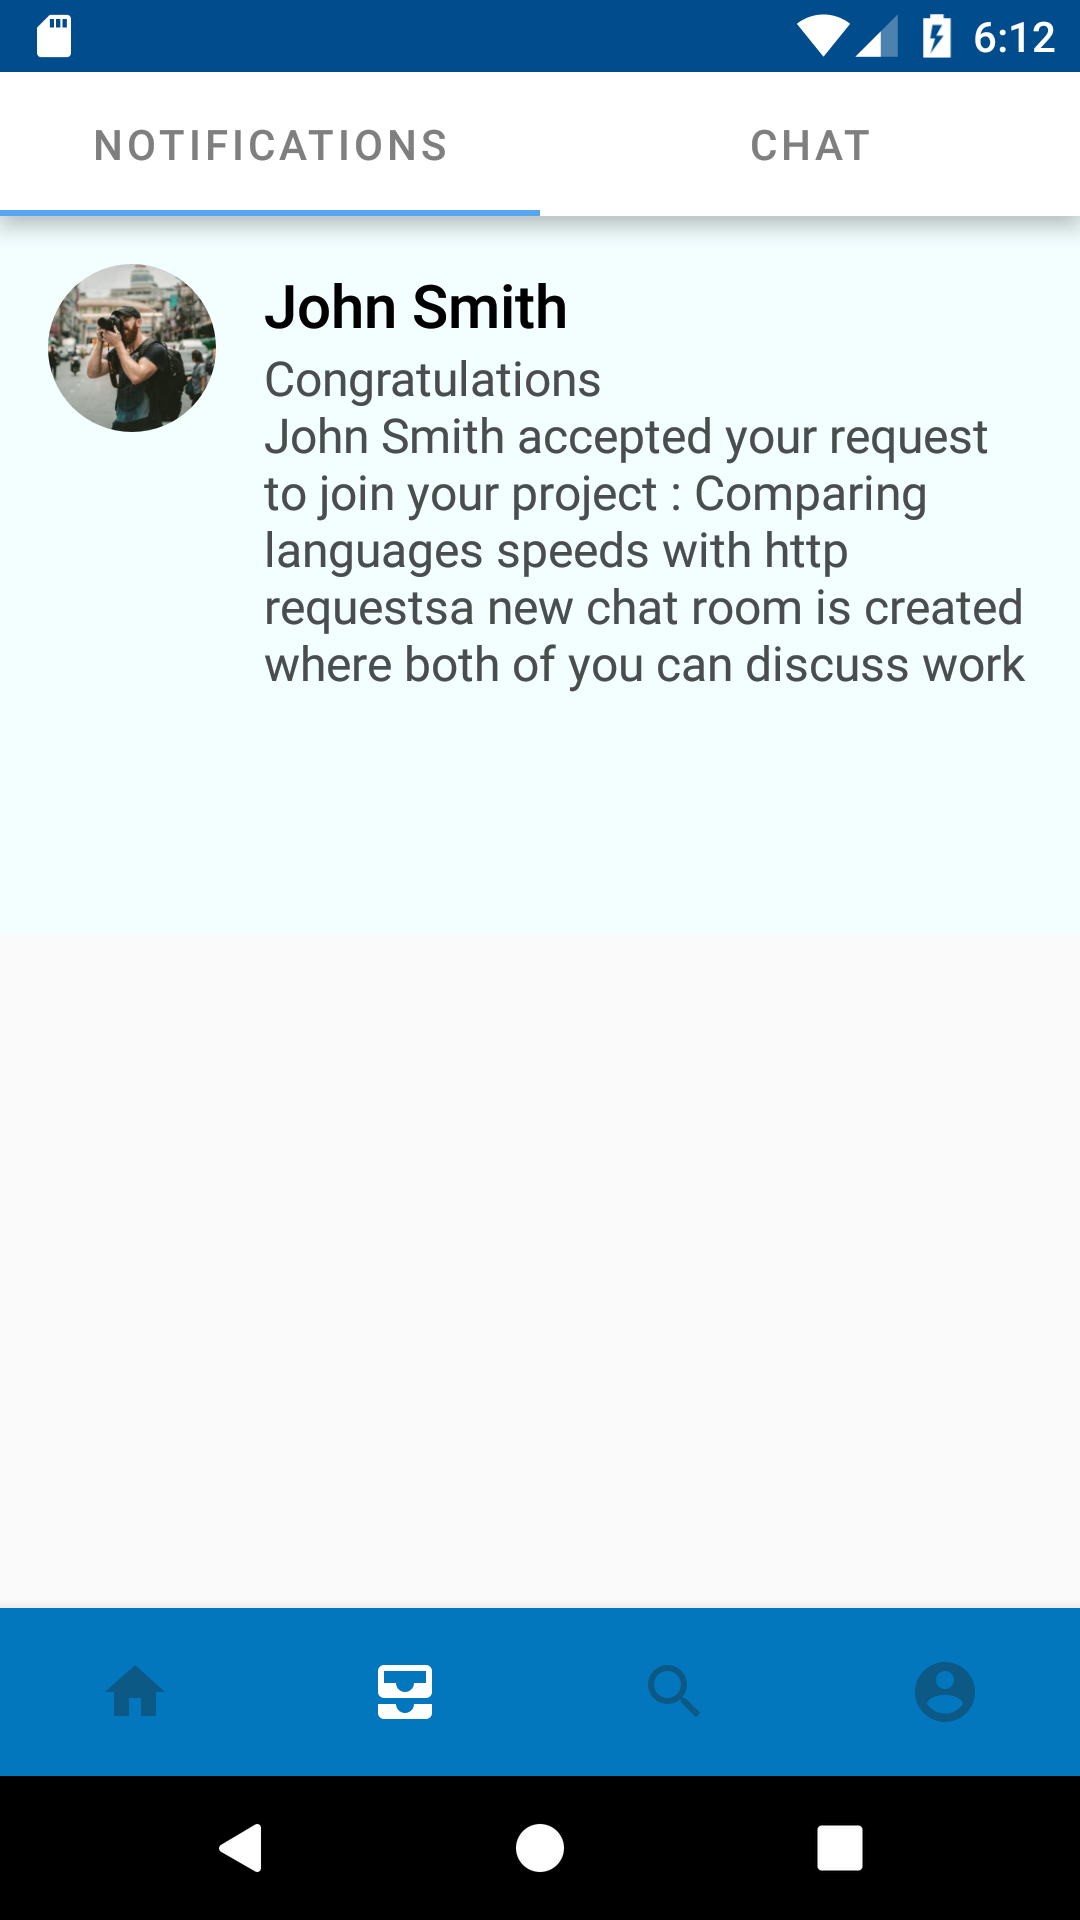 6:12
NOTIFICATIONS CHAT
John Smith
Congratulations
John Smith accepted your request
to join your project : Comparing
languages speeds with http
requestsa new chat room is created
where both of you can discuss work